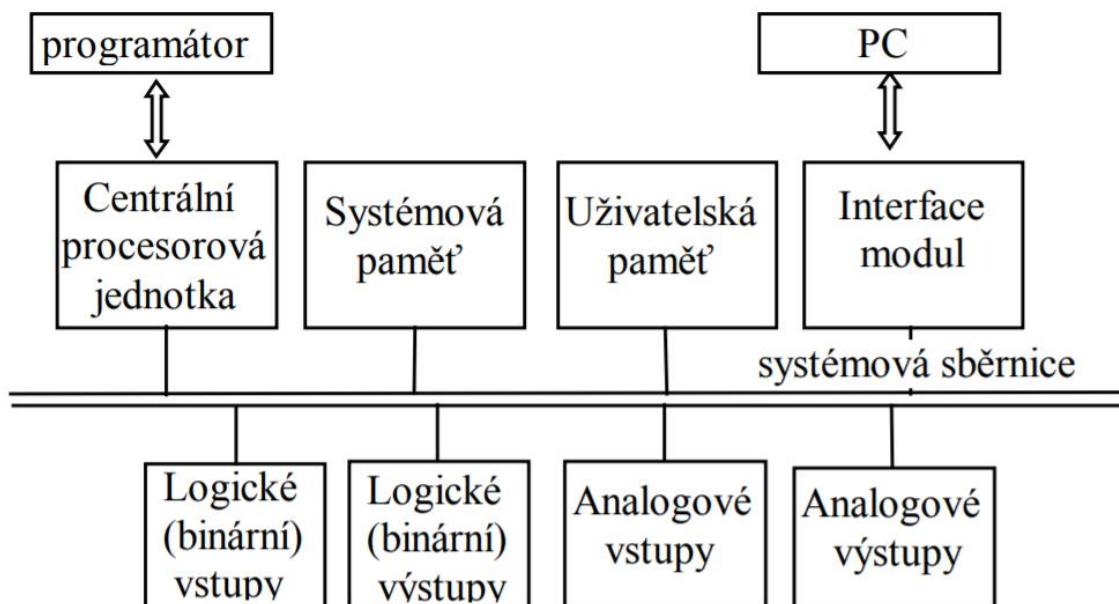 programátor
PC
Centrální
procesorová
jednotka
Systémová
paměť
Uživatelská
paměť
Interface
modul
systémová sběrnice
Logické
(binární)
vstupy
Logické
(binární)
výstupy
Analogové
vstupy
Analogové
výstupy